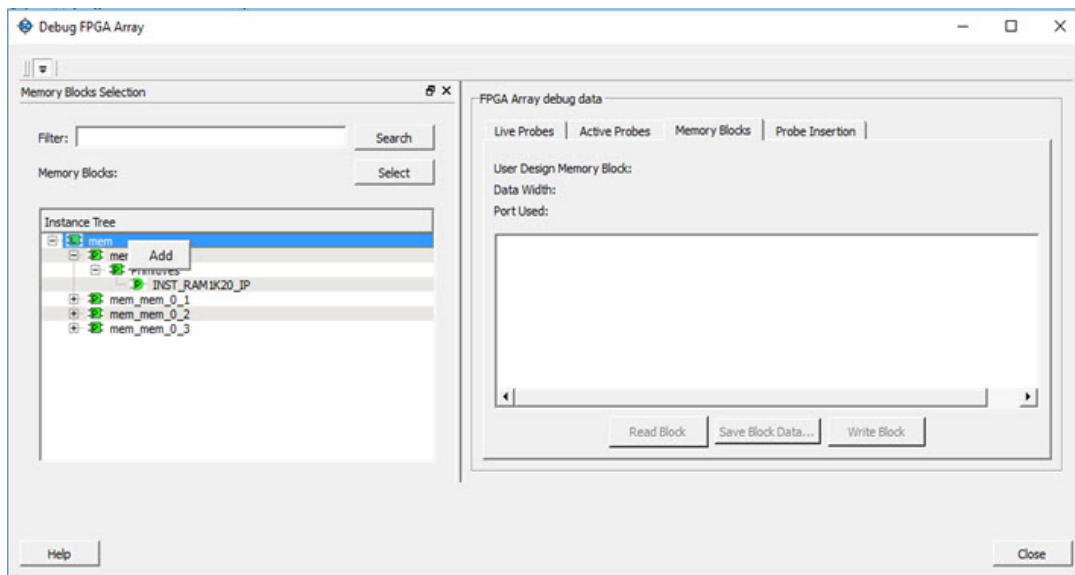 Debug FPGA Array
Memory Blocks Selection
Filter:
Search
Memory Blocks:
Select
Instance Tree
mem
Add
Primitives
INST_RAM1K20_IP
mem_mem_0_1
mem_mem_0_2
mem_mem_0_3
FPGA Array debug data
Live Probes
Active Probes
Memory Blocks
Probe Insertion
User Design Memory Block:
Data Width:
Port Used:
Read Block
Save Block Data...
Write Block
Help
Close